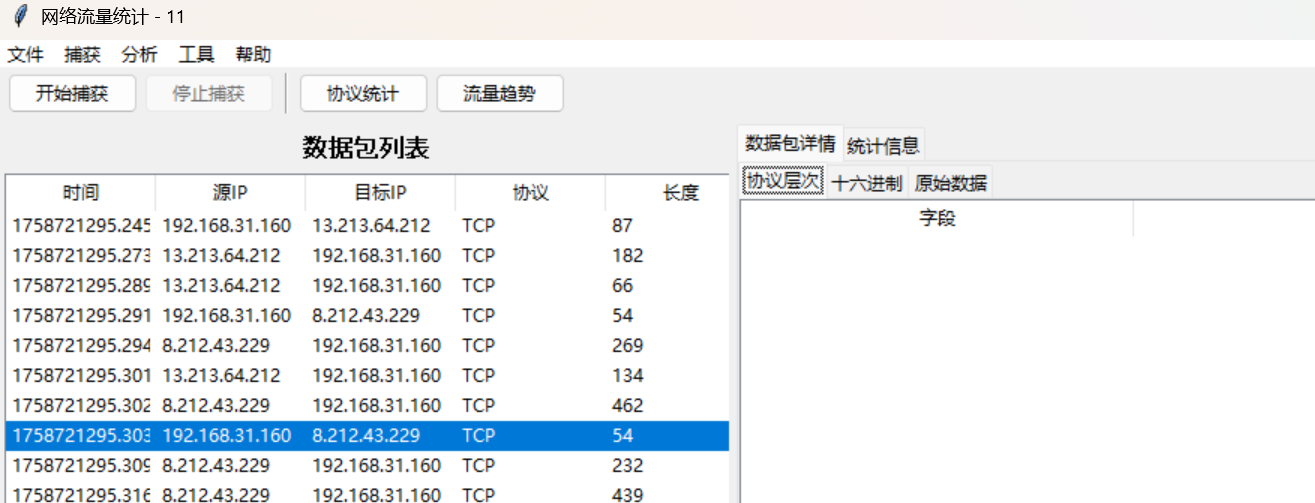 网络流量统计 - 11
文件 捕获 分析 工具 帮助
开始捕获 停止捕获 协议统计 流量趋势
数据包列表
时间 源IP 目标IP 协议 长度
1758721295.245 192.168.31.160 13.213.64.212 TCP 87
1758721295.273 13.213.64.212 192.168.31.160 TCP 182
1758721295.289 13.213.64.212 192.168.31.160 TCP 66
1758721295.291 192.168.31.160 8.212.43.229 TCP 54
1758721295.294 8.212.43.229 192.168.31.160 TCP 269
1758721295.301 13.213.64.212 192.168.31.160 TCP 134
1758721295.302 8.212.43.229 192.168.31.160 TCP 462
1758721295.303 192.168.31.160 8.212.43.229 TCP 54
1758721295.309 8.212.43.229 192.168.31.160 TCP 232
1758721295.316 8.212.43.229 192.168.31.160 TCP 439
数据包详情 统计信息
协议层次 十六进制 原始数据
字段